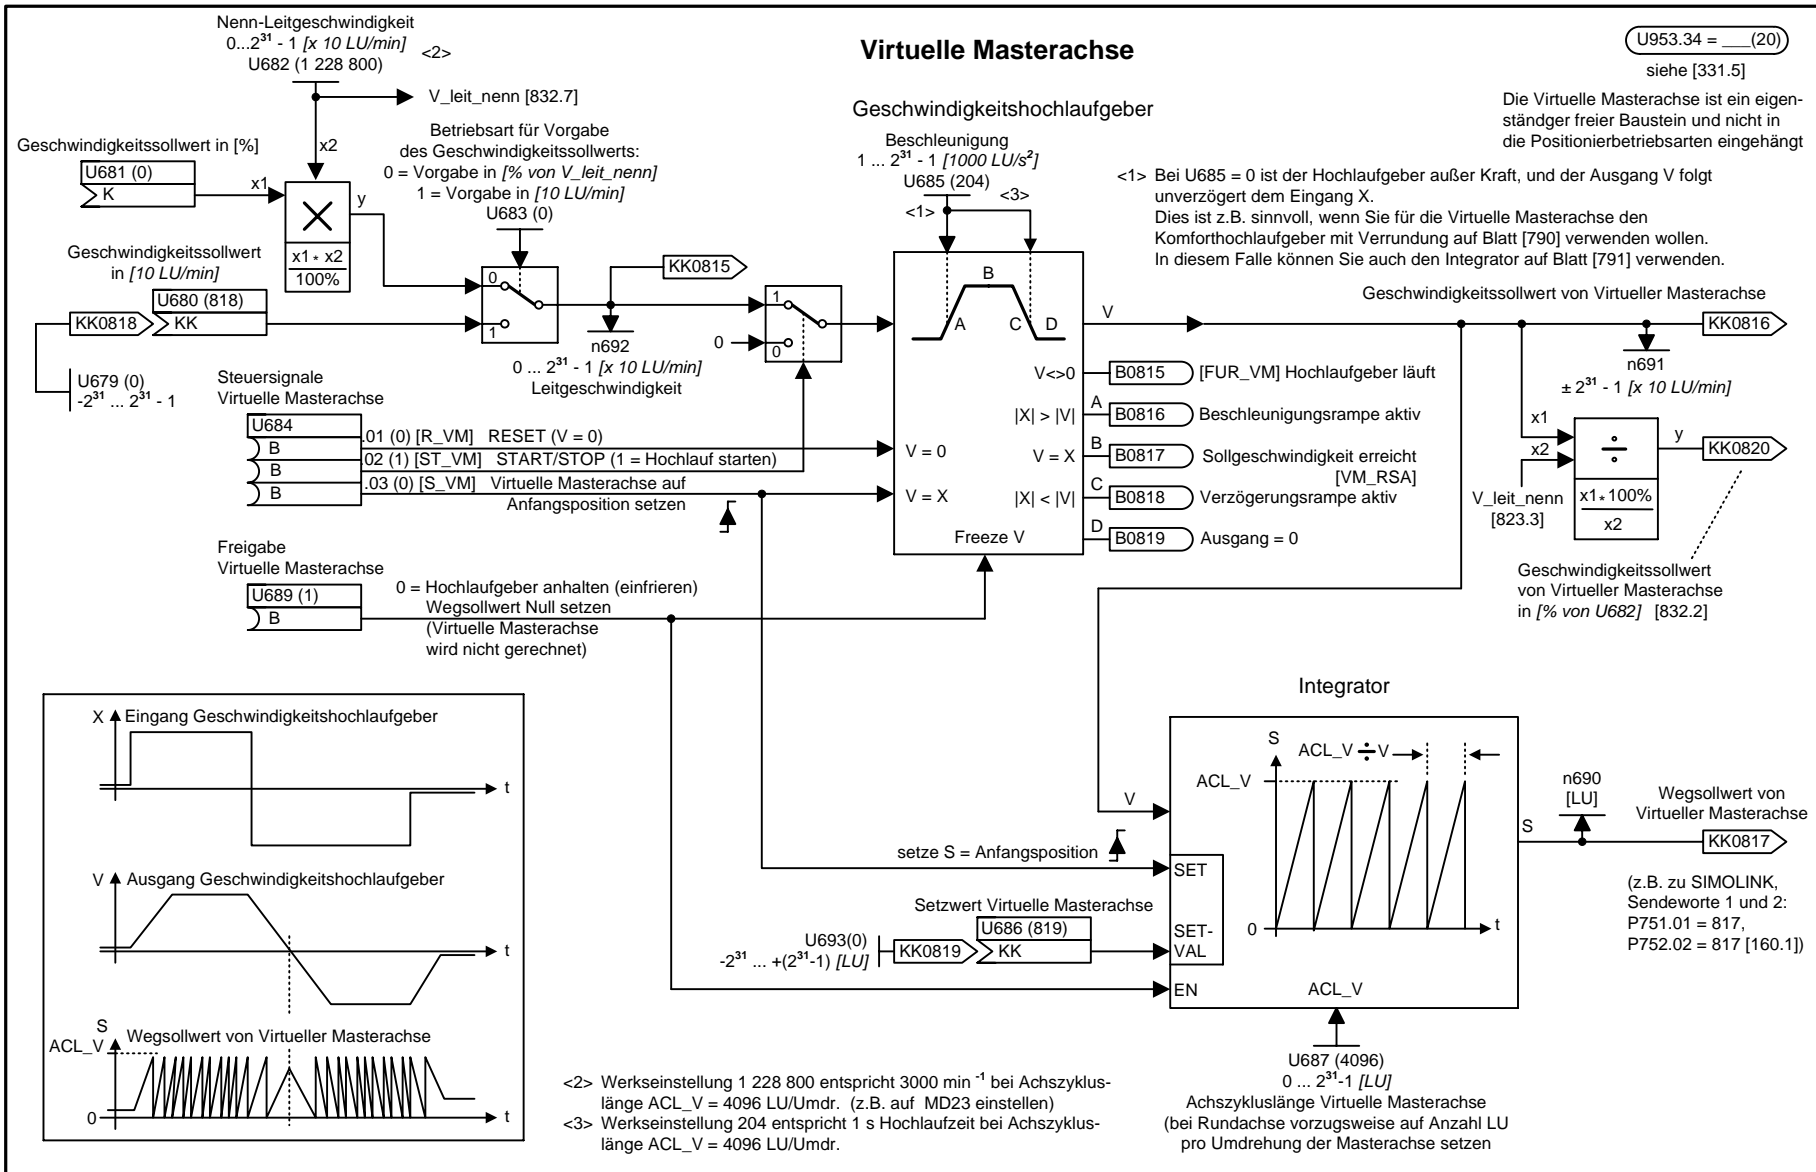 Nenn-Leitgeschwindigkeit
0...2³¹ - 1 [x 10 LU/min]
<2>
U682 (1 228 800)
V_leit_nenn [832.7]
Virtuelle Masterachse
U953.34 = ___(20)
siehe [331.5]
Die Virtuelle Masterachse ist ein eigen-
ständger freier Baustein und nicht in
die Positionierbetriebsarten eingehängt
Geschwindigkeitssollwert in [%]
U681 (0)
K
x1
x2
y
x1 * x2
100%
Betriebsart für Vorgabe
des Geschwindigkeitssollwerts:
0 = Vorgabe in [% von V_leit_nenn]
1 = Vorgabe in [10 LU/min]
U683 (0)
Geschwindigkeitshochlaufgeber
Beschleunigung
1 ... 2³¹ - 1 [1000 LU/s²]
U685 (204)
<1>
<3>
<1> Bei U685 = 0 ist der Hochlaufgeber außer Kraft, und der Ausgang V folgt
unverzögert dem Eingang X.
Dies ist z.B. sinnvoll, wenn Sie für die Virtuelle Masterachse den
Komforthochlaufgeber mit Verrundung auf Blatt [790] verwenden wollen.
In diesem Falle können Sie auch den Integrator auf Blatt [791] verwenden.
Geschwindigkeitssollwert
in [10 LU/min]
U680 (818)
KK0818
KK
U679 (0)
-2³¹ ... 2³¹ - 1
0
1
KK0815
n692
0 ... 2³¹ - 1 [x 10 LU/min]
Leitgeschwindigkeit
1
0
0
A
B
C
D
V
Geschwindigkeitssollwert von Virtueller Masterachse
KK0816
n691
± 2³¹ - 1 [x 10 LU/min]
Steuersignale
Virtuelle Masterachse
U684
B
.01 (0) [R_VM] RESET (V = 0)
B
.02 (1) [ST_VM] START/STOP (1 = Hochlauf starten)
B
.03 (0) [S_VM] Virtuelle Masterachse auf
Anfangsposition setzen
V = 0
V = X
Freeze V
V<>0
B0815
[FUR_VM] Hochlaufgeber läuft
|X| > |V|
A
B0816
Beschleunigungsrampe aktiv
V = X
B
B0817
Sollgeschwindigkeit erreicht
[VM_RSA]
|X| < |V|
C
B0818
Verzögerungsrampe aktiv
D
B0819
Ausgang = 0
x1
x2
V_leit_nenn
[823.3]
÷
x1*100%
x2
y
KK0820
Geschwindigkeitssollwert
von Virtueller Masterachse
in [% von U682] [832.2]
Freigabe
Virtuelle Masterachse
U689 (1)
B
0 = Hochlaufgeber anhalten (einfrieren)
Wegsollwert Null setzen
(Virtuelle Masterachse
wird nicht gerechnet)
X
Eingang Geschwindigkeitshochlaufgeber
t
V
Ausgang Geschwindigkeitshochlaufgeber
t
S
ACL_V
Wegsollwert von Virtueller Masterachse
0
t
Integrator
S
ACL_V ÷ V
ACL_V
0
t
V
setze S = Anfangsposition
SET
Setzwert Virtuelle Masterachse
U686 (819)
U693(0)
-2³¹ ... +(2³¹-1) [LU]
KK0819
KK
SET-
VAL
EN
ACL_V
U687 (4096)
0 ... 2³¹-1 [LU]
Achszykluslänge Virtuelle Masterachse
(bei Rundachse vorzugsweise auf Anzahl LU
pro Umdrehung der Masterachse setzen
n690
[LU]
S
Wegsollwert von
Virtueller Masterachse
KK0817
(z.B. zu SIMOLINK,
Sendeworte 1 und 2:
P751.01 = 817,
P752.02 = 817 [160.1])
<2> Werkseinstellung 1 228 800 entspricht 3000 min ⁻¹ bei Achszyklus-
länge ACL_V = 4096 LU/Umdr. (z.B. auf MD23 einstellen)
<3> Werkseinstellung 204 entspricht 1 s Hochlaufzeit bei Achszyklus-
länge ACL_V = 4096 LU/Umdr.